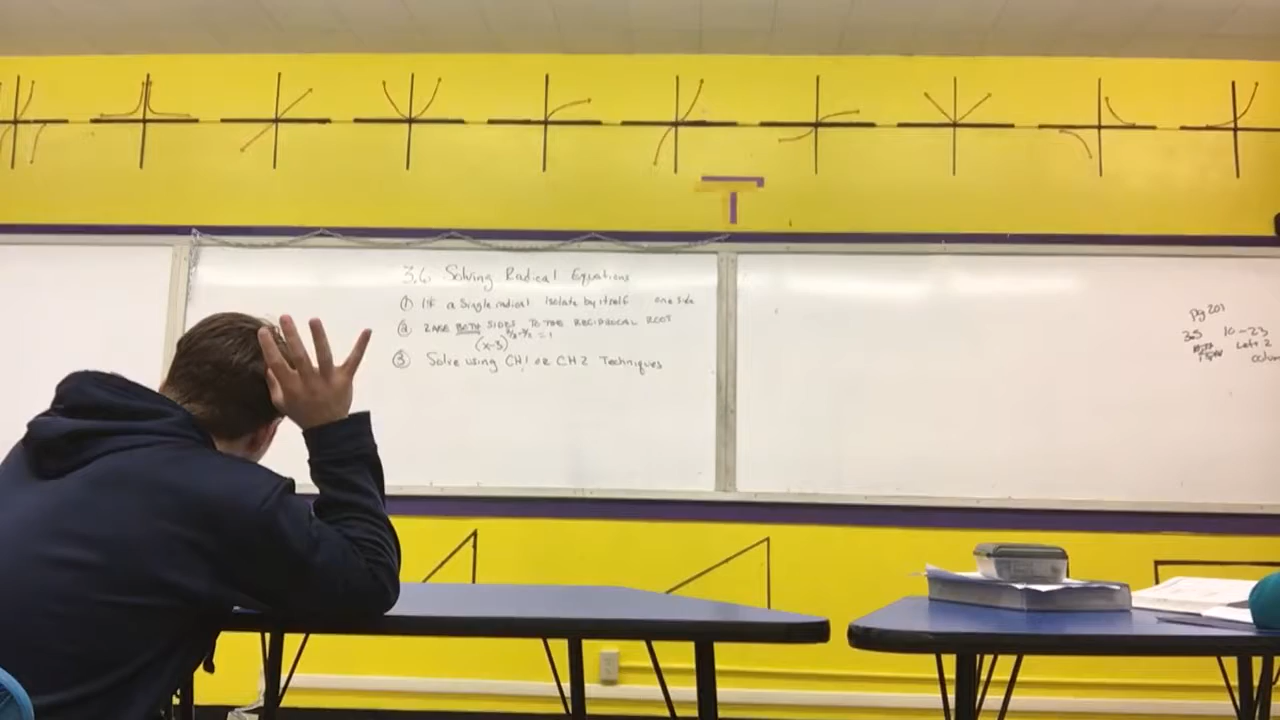 T
3.6 Solving Radical Equations
① If a Single radical Isolate by itself one side
② TAKE BOTH SIDES TO THE RECIPROCAL ROOT
(x-3)
③ Solve using CH1 or CH2 Techniques
pg 201
10-23
Left 2